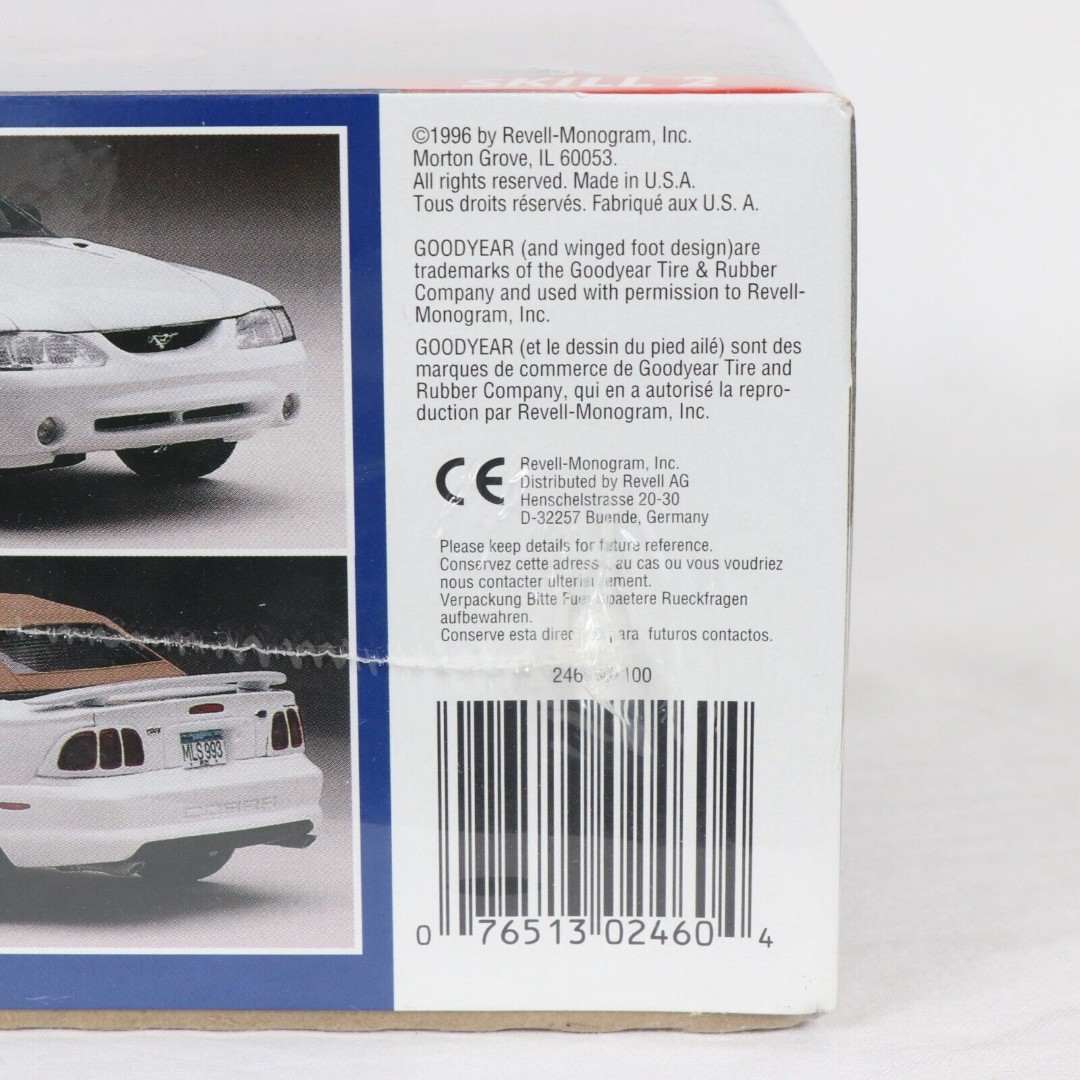 SKILL 2
©1996 by Revell-Monogram, Inc.
Morton Grove, IL 60053.
All rights reserved. Made in U.S.A.
Tous droits réservés. Fabriqué aux U.S. A.
GOODYEAR (and winged foot design)are
trademarks of the Goodyear Tire & Rubber
Company and used with permission to Revell-
Monogram, Inc.
GOODYEAR (et le dessin du pied ailé) sont des
marques de commerce de Goodyear Tire and
Rubber Company, qui en a autorisé la repro-
duction par Revell-Monogram, Inc.
CE
Revell-Monogram, Inc.
Distributed by Revell AG
Henschelstrasse 20-30
D-32257 Buende, Germany
Please keep details for future reference.
Conservez cette au cas ou vous voudriez
nous contacter
Verpackung Bitte Rueckfragen
aufbewahren.
Conserve esta para futuros contactos.
MLS 993
COBRA
0 76513 02460 4